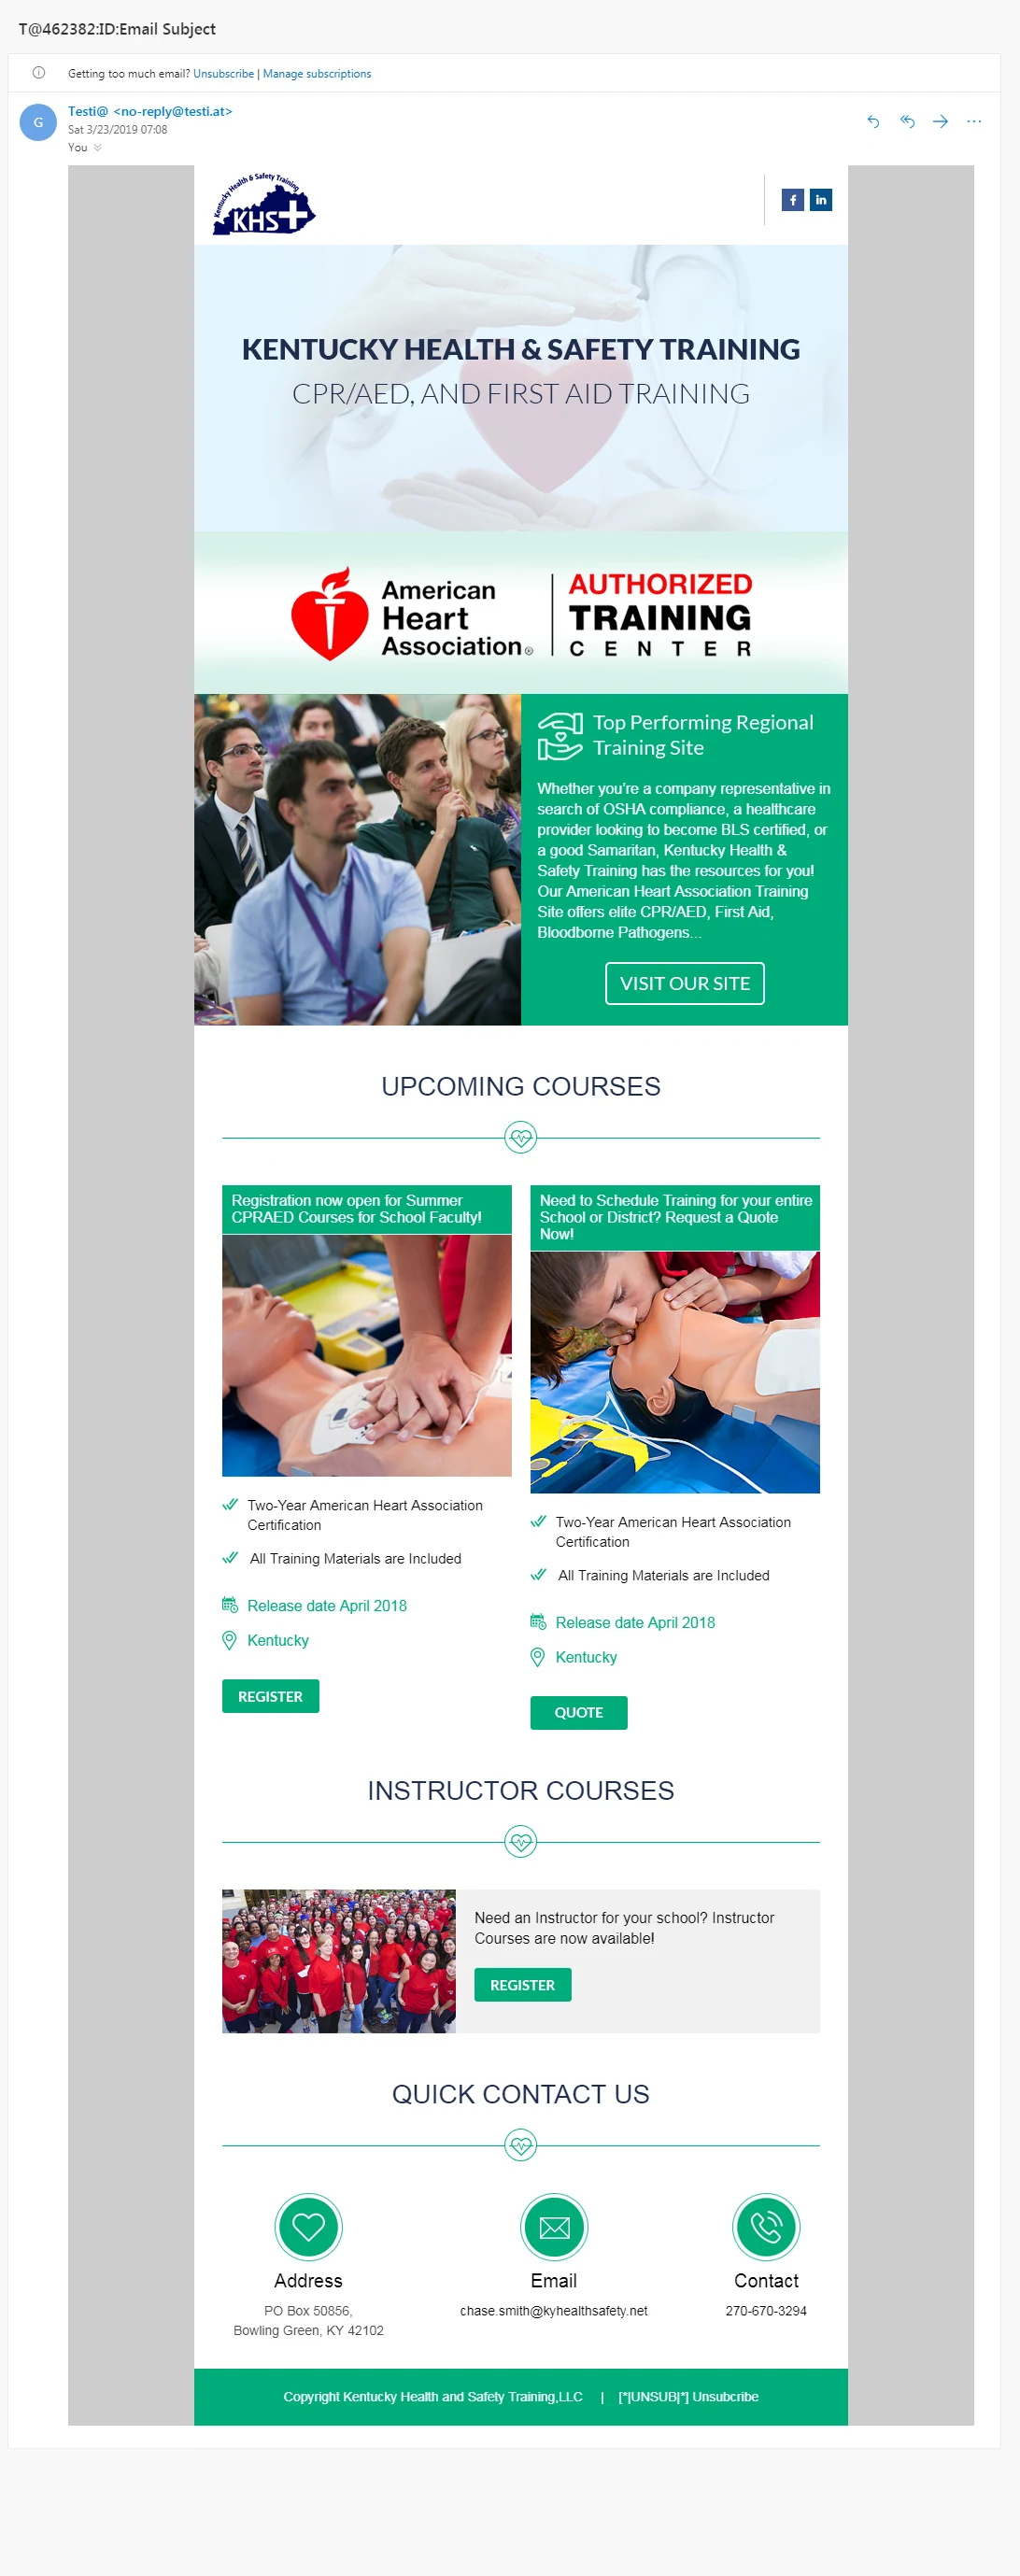 T@462382:ID:Email Subject
Getting too much email? Unsubscribe | Manage subscriptions
G
Testi@ <no-reply@testi.at>
Sat 3/23/2019 07:08
You
Kentucky Health & Safety Training
KHS
f
in
KENTUCKY HEALTH & SAFETY TRAINING
CPR/AED, AND FIRST AID TRAINING
American
Heart
Association®
AUTHORIZED
TRAINING
CENTER
Top Performing Regional
Training Site
Whether you're a company representative in
search of OSHA compliance, a healthcare
provider looking to become BLS certified, or
a good Samaritan, Kentucky Health &
Safety Training has the resources for you!
Our American Heart Association Training
Site offers elite CPR/AED, First Aid,
Bloodborne Pathogens...
VISIT OUR SITE
UPCOMING COURSES
Registration now open for Summer
CPRAED Courses for School Faculty!
Two-Year American Heart Association
Certification
All Training Materials are Included
Release date April 2018
Kentucky
REGISTER
Need to Schedule Training for your entire
School or District? Request a Quote
Now!
Two-Year American Heart Association
Certification
All Training Materials are Included
Release date April 2018
Kentucky
QUOTE
INSTRUCTOR COURSES
Need an Instructor for your school? Instructor
Courses are now available!
REGISTER
QUICK CONTACT US
Address
PO Box 50856,
Bowling Green, KY 42102
Email
chase.smith@kyhealthsafety.net
Contact
270-670-3294
Copyright Kentucky Health and Safety Training,LLC | [*|UNSUB|*] Unsubcribe